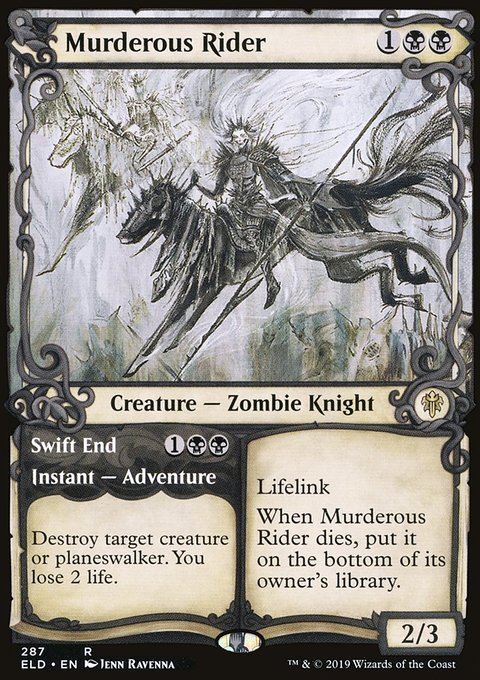 Murderous Rider 1
Creature — Zombie Knight
Swift End 1
Instant — Adventure
Destroy target creature
or planeswalker. You
lose 2 life.
Lifelink
When Murderous
Rider dies, put it
on the bottom of its
owner's library.
2/3
287 R
ELD • EN Jenn Ravenna
™ & © 2019 Wizards of the Coast